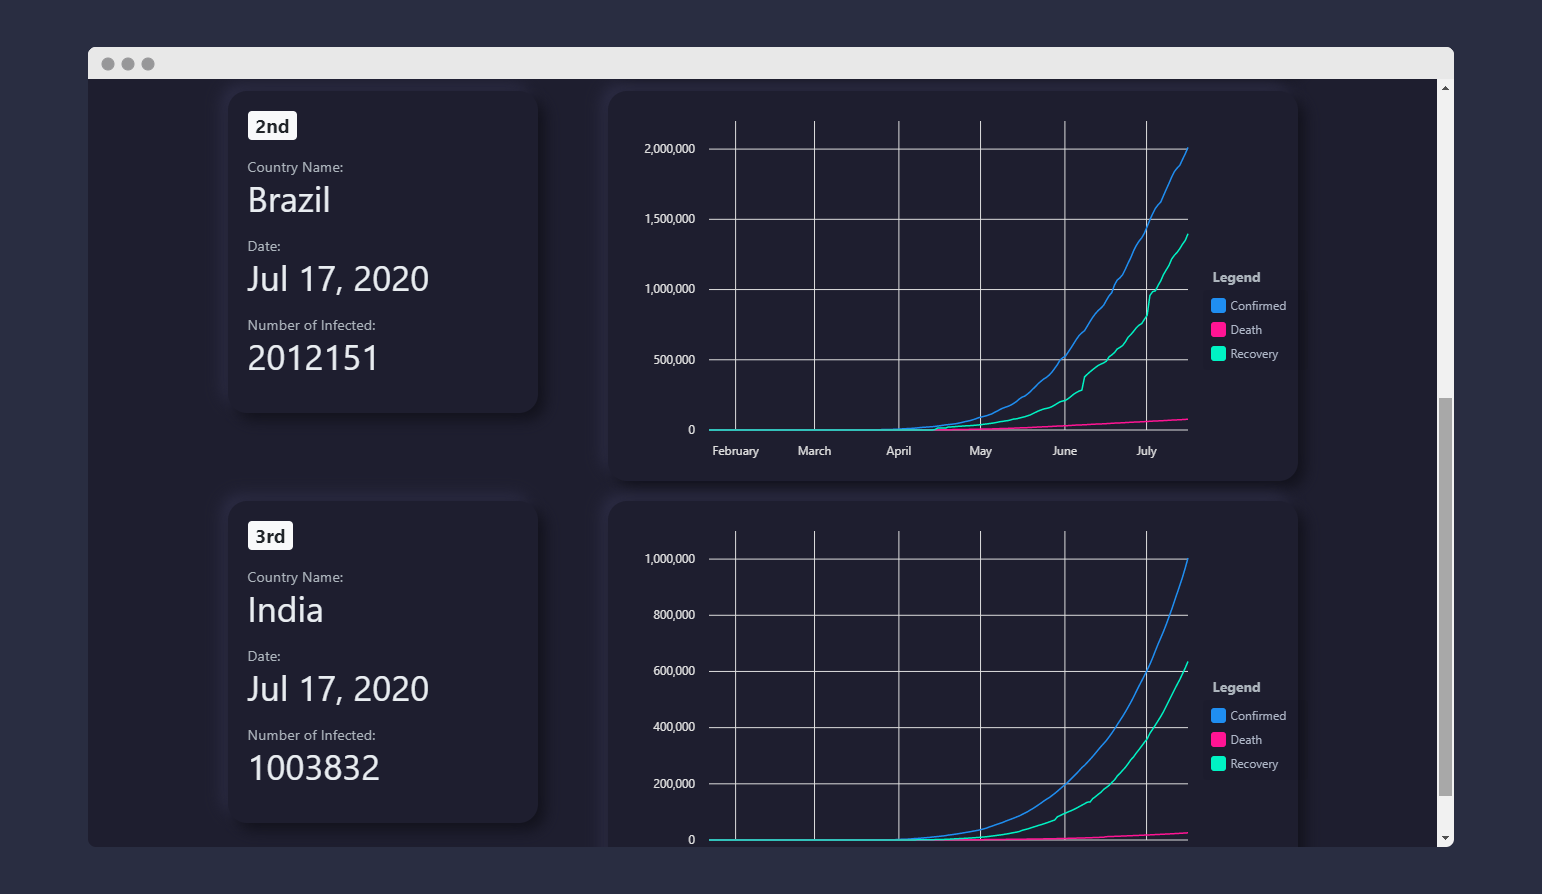 2nd
Country Name:
Brazil
Date:
Jul 17, 2020
Number of Infected:
2012151
2,000,000
1,500,000
1,000,000
500,000
0
February March April May June July
Legend
Confirmed
Death
Recovery
3rd
Country Name:
India
Date:
Jul 17, 2020
Number of Infected:
1003832
1,000,000
800,000
600,000
400,000
200,000
0
Legend
Confirmed
Death
Recovery